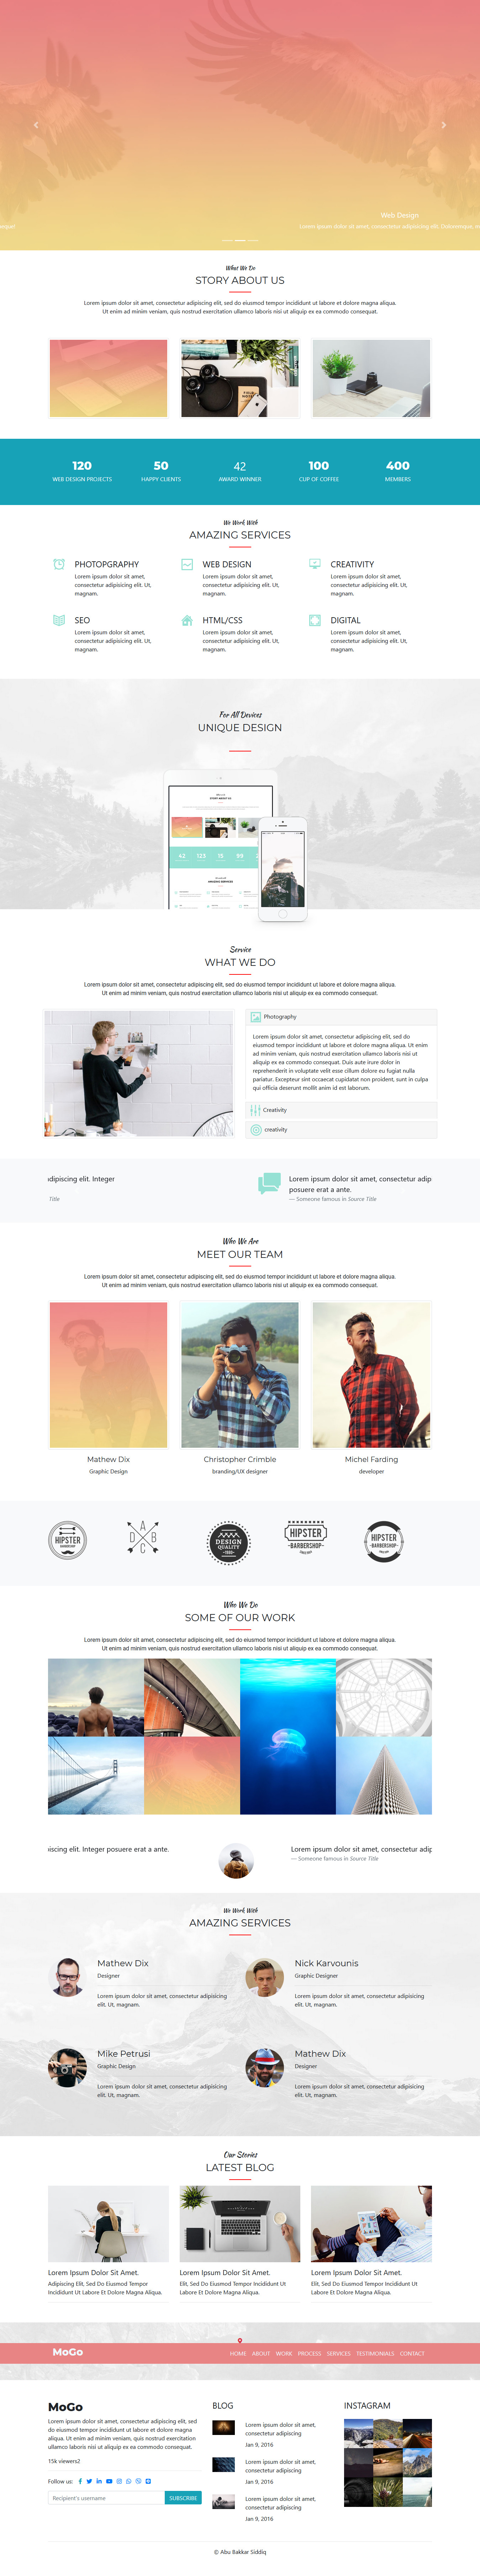 Web Design
Lorem ipsum dolor sit amet, consectetur adipisicing elit. Doloremque,
What We Do
STORY ABOUT US
Lorem ipsum dolor sit amet, consectetur adipiscing elit, sed do eiusmod tempor incididunt ut labore et dolore magna aliqua.
Ut enim ad minim veniam, quis nostrud exercitation ullamco laboris nisi ut aliquip ex ea commodo consequat.
120
50
42
100
400
WEB DESIGN PROJECTS
HAPPY CLIENTS
AWARD WINNER
CUP OF COFFEE
MEMBERS
We Work With
AMAZING SERVICES
PHOTOPGRAPHY
Lorem ipsum dolor sit amet,
consectetur adipisicing elit. Ut,
magnam.
WEB DESIGN
Lorem ipsum dolor sit amet,
consectetur adipisicing elit. Ut,
magnam.
CREATIVITY
Lorem ipsum dolor sit amet,
consectetur adipisicing elit. Ut,
magnam.
SEO
Lorem ipsum dolor sit amet,
consectetur adipisicing elit. Ut,
magnam.
HTML/CSS
Lorem ipsum dolor sit amet,
consectetur adipisicing elit. Ut,
magnam.
DIGITAL
Lorem ipsum dolor sit amet,
consectetur adipisicing elit. Ut,
magnam.
For All Devices
UNIQUE DESIGN
STORY ABOUT US
42 123 15 99
AMAZING SERVICES
Service
WHAT WE DO
Lorem ipsum dolor sit amet, consectetur adipiscing elit, sed do eiusmod tempor incididunt ut labore et dolore magna aliqua.
Ut enim ad minim veniam, quis nostrud exercitation ullamco laboris nisi ut aliquip ex ea commodo consequat.
Photography
Lorem ipsum dolor sit amet, consectetur adipiscing elit, sed do
eiusmod tempor incididunt ut labore et dolore magna aliqua. Ut enim
ad minim veniam, quis nostrud exercitation ullamco laboris nisi ut
aliquip ex ea commodo consequat. Duis aute irure dolor in
reprehenderit in voluptate velit esse cillum dolore eu fugiat nulla
pariatur. Excepteur sint occaecat cupidatat non proident, sunt in culpa
qui officia deserunt mollit anim id est laborum.
Creativity
creativity
dipiscing elit. Integer
Title
Lorem ipsum dolor sit amet, consectetur adip
posuere erat a ante.
— Someone famous in Source Title
Who We Are
MEET OUR TEAM
Lorem ipsum dolor sit amet, consectetur adipiscing elit, sed do eiusmod tempor incididunt ut labore et dolore magna aliqua.
Ut enim ad minim veniam, quis nostrud exercitation ullamco laboris nisi ut aliquip ex ea commodo consequat.
Mathew Dix
Graphic Design
Christopher Crimble
branding/UX designer
Michel Farding
developer
HIPSTER
BARBERSHOP
A
D B
C
DESIGN
QUALITY
HIPSTER
BARBERSHOP
HIPSTER
BARBERSHOP
Who We Do
SOME OF OUR WORK
Lorem ipsum dolor sit amet, consectetur adipiscing elit, sed do eiusmod tempor incididunt ut labore et dolore magna aliqua.
Ut enim ad minim veniam, quis nostrud exercitation ullamco laboris nisi ut aliquip ex ea commodo consequat.
iscing elit. Integer posuere erat a ante.
Lorem ipsum dolor sit amet, consectetur adip
— Someone famous in Source Title
We Work With
AMAZING SERVICES
Mathew Dix
Designer
Lorem ipsum dolor sit amet, consectetur adipisicing
elit. Ut, magnam.
Nick Karvounis
Graphic Designer
Lorem ipsum dolor sit amet, consectetur adipisicing
elit. Ut, magnam.
Mike Petrusi
Graphic Design
Lorem ipsum dolor sit amet, consectetur adipisicing
elit. Ut, magnam.
Mathew Dix
Designer
Lorem ipsum dolor sit amet, consectetur adipisicing
elit. Ut, magnam.
Our Stories
LATEST BLOG
Lorem Ipsum Dolor Sit Amet.
Adipiscing Elit, Sed Do Eiusmod Tempor
Incididunt Ut Labore Et Dolore Magna Aliqua.
Lorem Ipsum Dolor Sit Amet.
Elit, Sed Do Eiusmod Tempor Incididunt Ut
Labore Et Dolore Magna Aliqua.
Lorem Ipsum Dolor Sit Amet.
Elit, Sed Do Eiusmod Tempor Incididunt Ut
Labore Et Dolore Magna Aliqua.
MoGo
HOME ABOUT WORK PROCESS SERVICES TESTIMONIALS CONTACT
MoGo
Lorem ipsum dolor sit amet, consectetur adipiscing elit, sed
do eiusmod tempor incididunt ut labore et dolore magna
aliqua. Ut enim ad minim veniam, quis nostrud exercitation
ullamco laboris nisi ut aliquip ex ea commodo consequat.
15k viewers2
Follow us:
Recipient's username
SUBSCRIBE
BLOG
Lorem ipsum dolor sit amet,
consectetur adipiscing
Jan 9, 2016
Lorem ipsum dolor sit amet,
consectetur adipiscing
Jan 9, 2016
Lorem ipsum dolor sit amet,
consectetur adipiscing
Jan 9, 2016
INSTAGRAM
© Abu Bakkar Siddiq